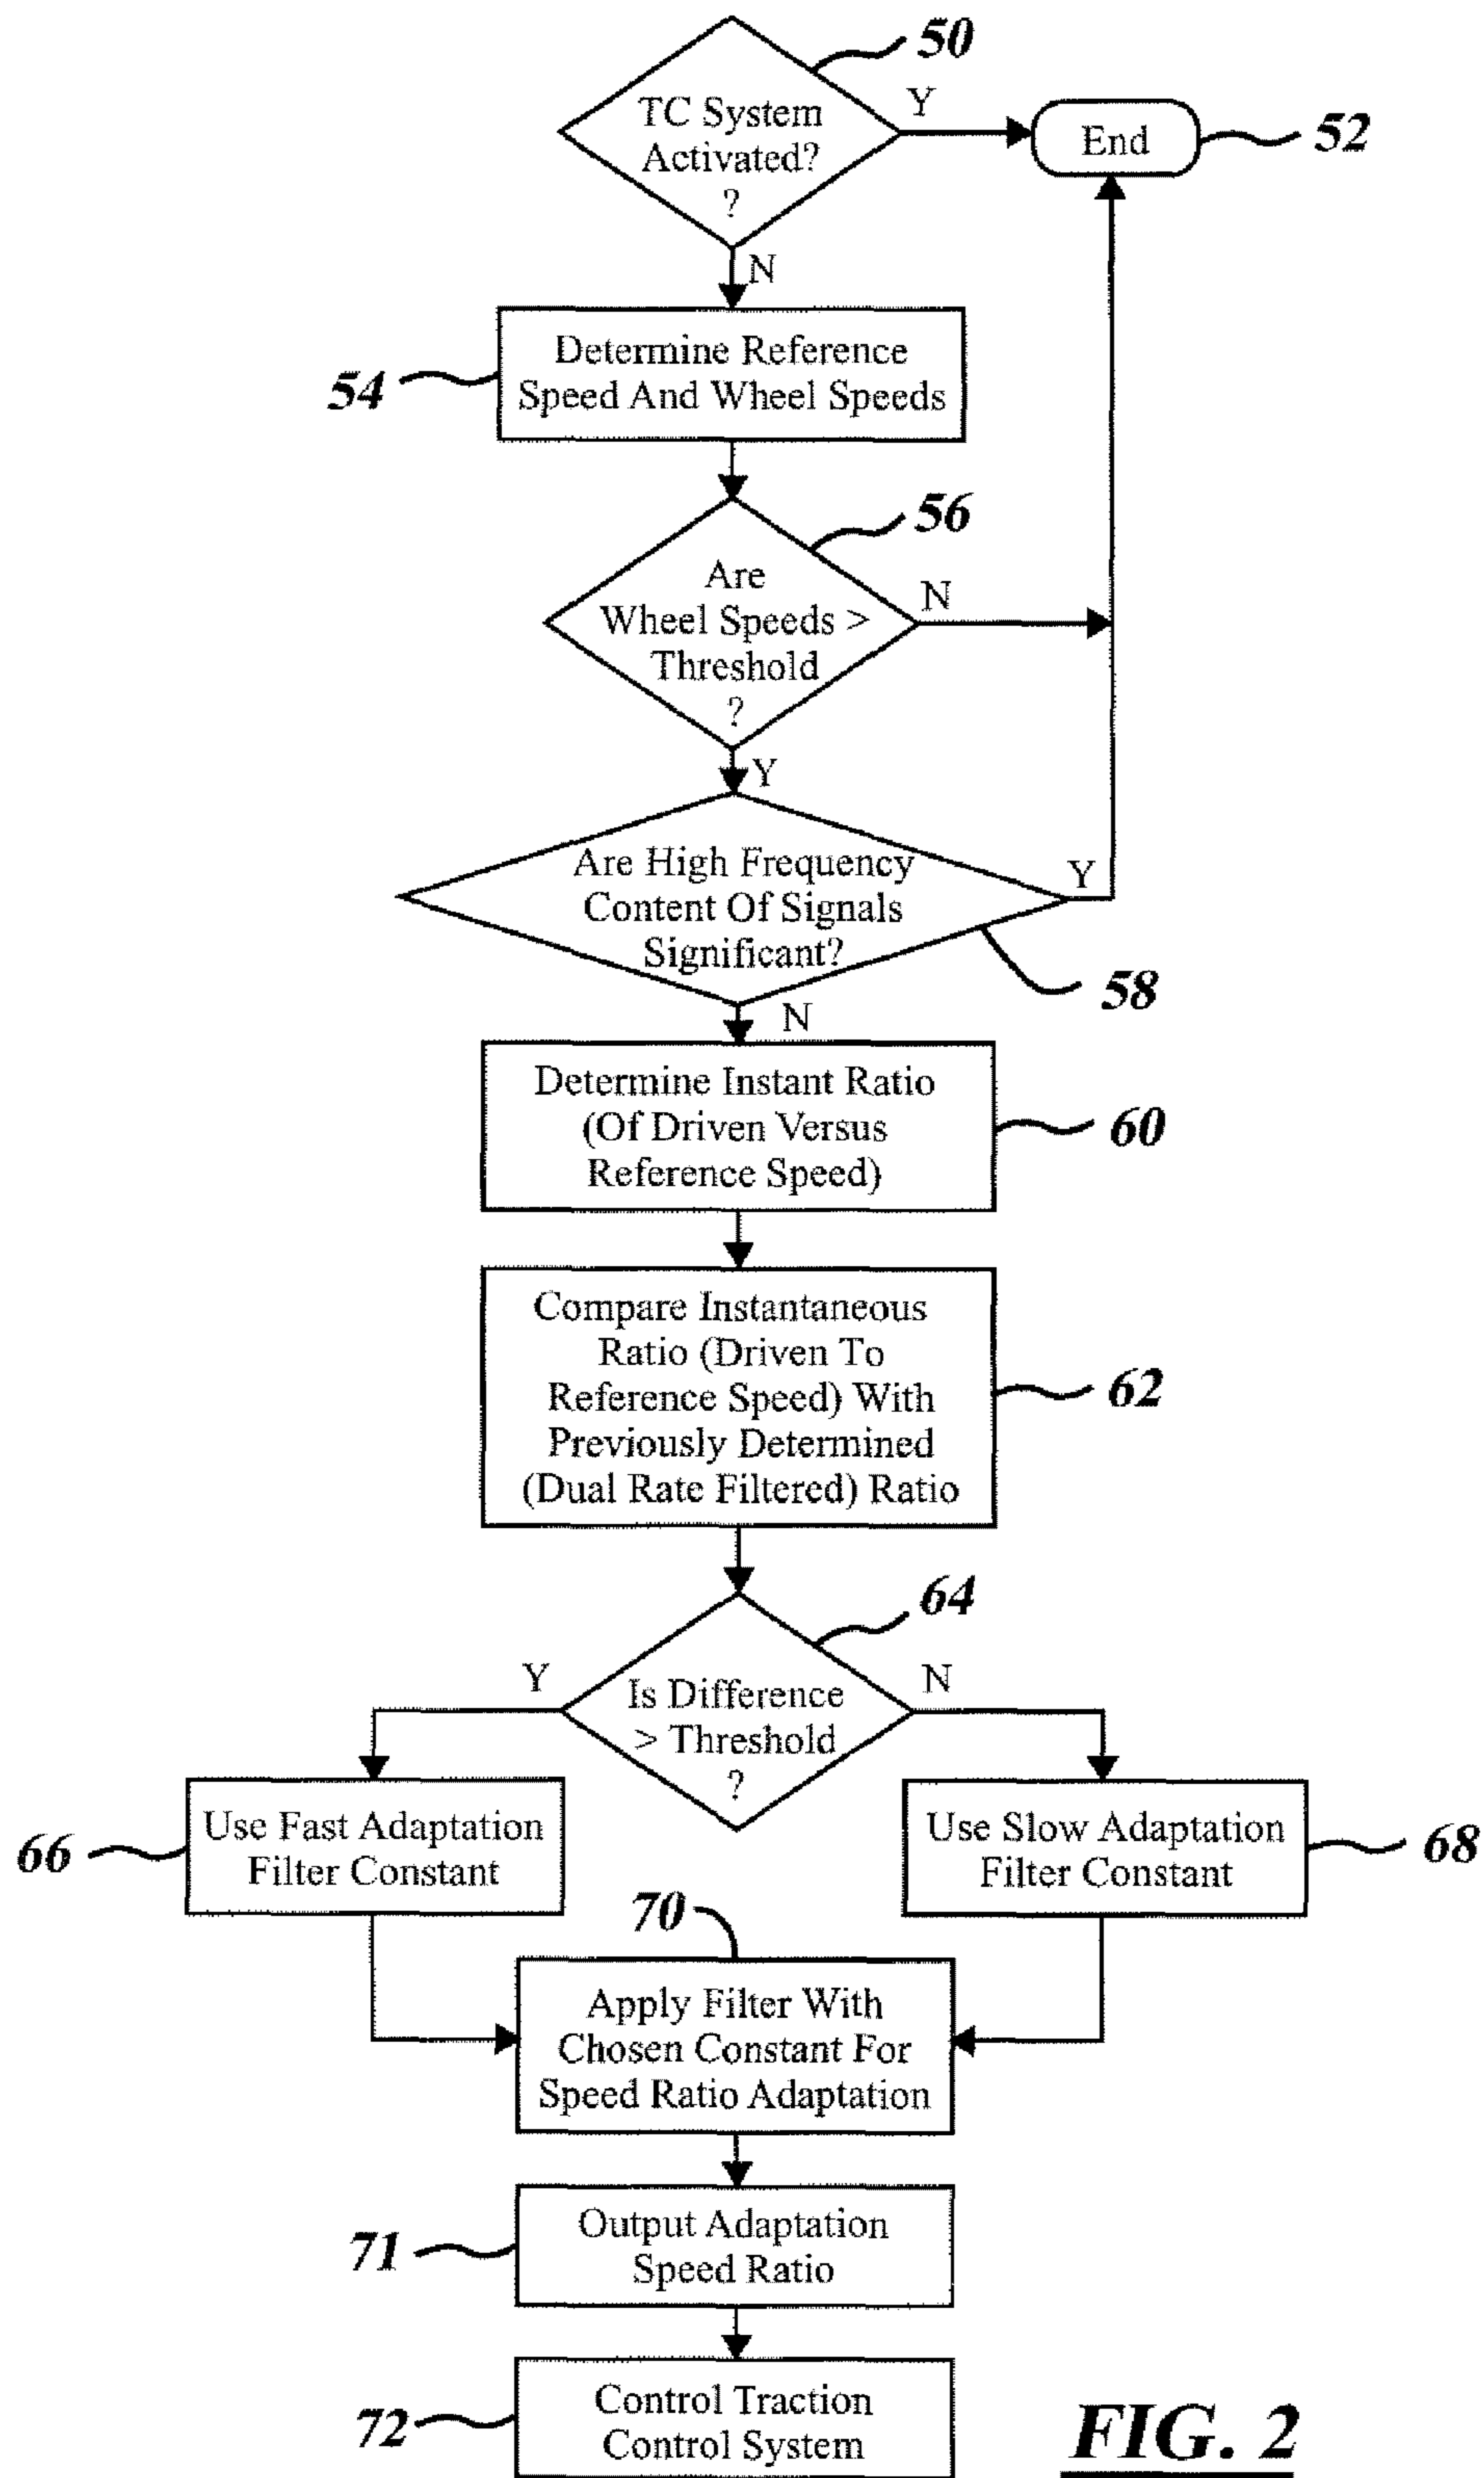 50
TC System
Activated?
?
Y
End
52
N
54
Determine Reference
Speed And Wheel Speeds
56
Are
Wheel Speeds >
Threshold
?
N
Y
Are High Frequency
Content Of Signals
Significant?
Y
58
N
Determine Instant Ratio
(Of Driven Versus
Reference Speed)
60
Compare Instantaneous
Ratio (Driven To
Reference Speed) With
Previously Determined
(Dual Rate Filtered) Ratio
62
64
Y
Is Difference
> Threshold
?
N
66
Use Fast Adaptation
Filter Constant
Use Slow Adaptation
Filter Constant
68
70
Apply Filter With
Chosen Constant For
Speed Ratio Adaptation
71
Output Adaptation
Speed Ratio
72
Control Traction
Control System
FIG. 2